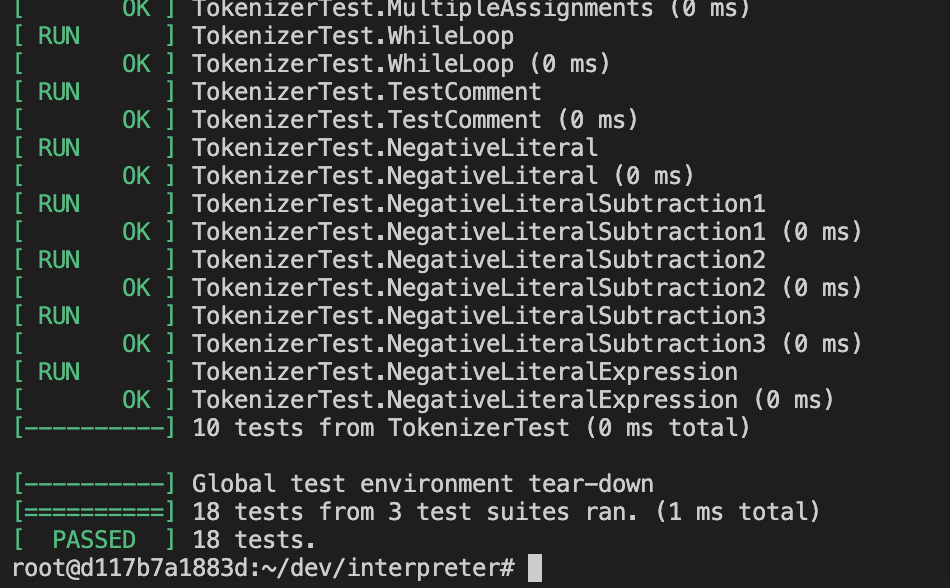 [       OK ] TokenizerTest.MultipleAssignments (0 ms)
[ RUN      ] TokenizerTest.WhileLoop
[       OK ] TokenizerTest.WhileLoop (0 ms)
[ RUN      ] TokenizerTest.TestComment
[       OK ] TokenizerTest.TestComment (0 ms)
[ RUN      ] TokenizerTest.NegativeLiteral
[       OK ] TokenizerTest.NegativeLiteral (0 ms)
[ RUN      ] TokenizerTest.NegativeLiteralSubtraction1
[       OK ] TokenizerTest.NegativeLiteralSubtraction1 (0 ms)
[ RUN      ] TokenizerTest.NegativeLiteralSubtraction2
[       OK ] TokenizerTest.NegativeLiteralSubtraction2 (0 ms)
[ RUN      ] TokenizerTest.NegativeLiteralSubtraction3
[       OK ] TokenizerTest.NegativeLiteralSubtraction3 (0 ms)
[ RUN      ] TokenizerTest.NegativeLiteralExpression
[       OK ] TokenizerTest.NegativeLiteralExpression (0 ms)
[----------] 10 tests from TokenizerTest (0 ms total)
[----------] Global test environment tear-down
[==========] 18 tests from 3 test suites ran. (1 ms total)
[  PASSED  ] 18 tests.
root@d117b7a1883d:~/dev/interpreter#